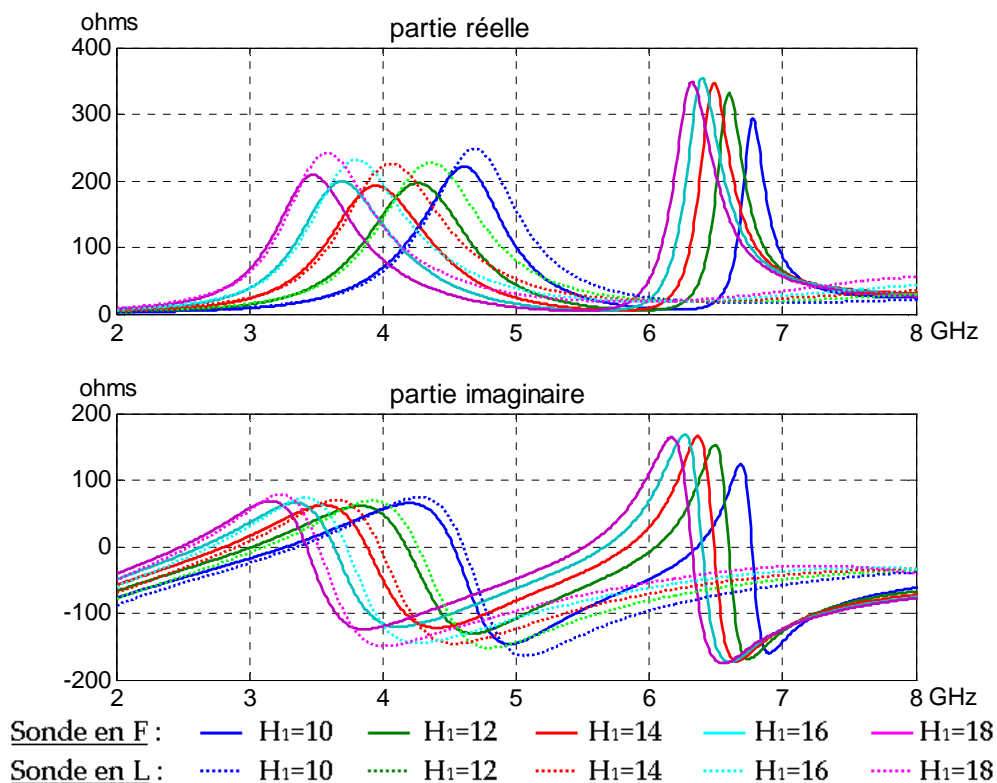 ohms partie réelle
400
300
200
100
0
2 3 4 5 6 7 8 GHz
ohms partie imaginaire
200
100
0
-100
-200
2 3 4 5 6 7 8 GHz
Sonde en F : H1=10 H1=12 H1=14 H1=16 H1=18
Sonde en L : H1=10 H1=12 H1=14 H1=16 H1=18